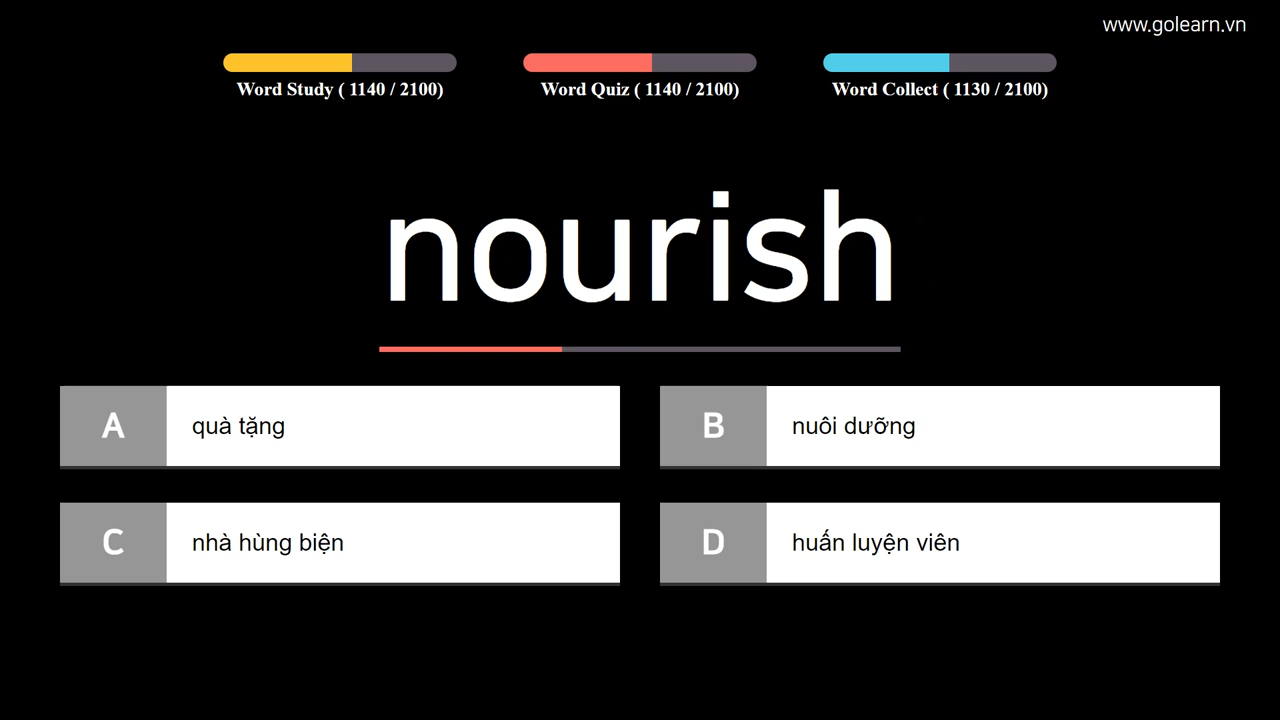 www.golearn.vn
Word Study ( 1140 / 2100)
Word Quiz ( 1140 / 2100)
Word Collect ( 1130 / 2100)
nourish
A
quà tặng
B
nuôi dưỡng
C
nhà hùng biện
D
huấn luyện viên